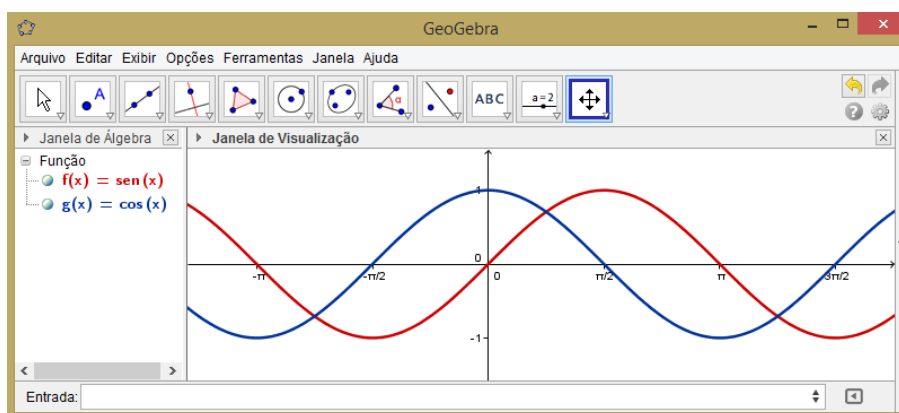 GeoGebra
Arquivo Editar Exibir Opções Ferramentas Janela Ajuda
A
α
ABC
a=2
Janela de Álgebra
Janela de Visualização
Função
f(x) = sen (x)
g(x) = cos (x)
1
0
-π
-π/2
0
π/2
π
3π/2
-1
Entrada: